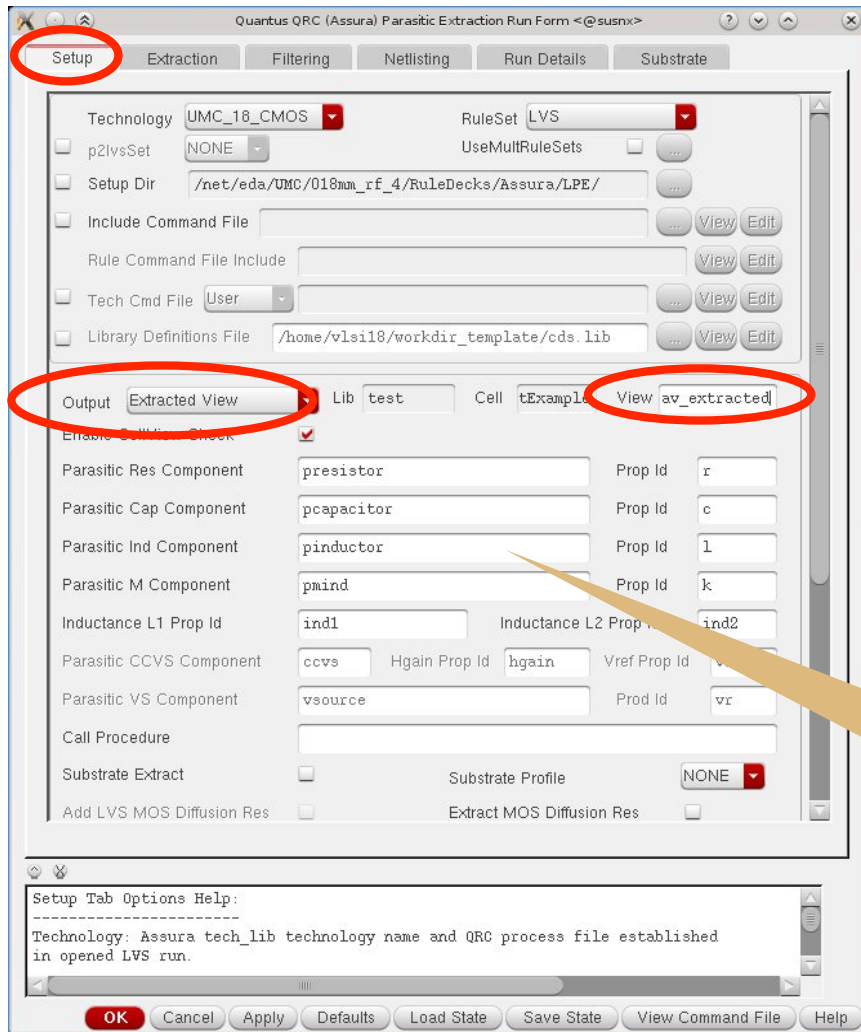 Quantus QRC (Assura) Parasitic Extraction Run Form <@susnx>
Setup Extraction Filtering Netlisting Run Details Substrate
Technology UMC_18_CMOS RuleSet LVS
p2lvsSet NONE UseMultRuleSets ...
Setup Dir /net/eda/UMC/018mm_rf_4/RuleDecks/Assura/LPE/ ...
Include Command File ... View Edit
Rule Command File Include View Edit
Tech Cmd File User ... View Edit
Library Definitions File /home/vlsi18/workdir_template/cds.lib ... View Edit
Output Extracted View Lib test Cell tExample View av_extracted
Enable CellView Check
Parasitic Res Component presistor Prop Id r
Parasitic Cap Component pcapacitor Prop Id c
Parasitic Ind Component pinductor Prop Id l
Parasitic M Component pmind Prop Id k
Inductance L1 Prop Id ind1 Inductance L2 Prop ind2
Parasitic CCVS Component ccvs Hgain Prop Id hgain Vref Prop Id
Parasitic VS Component vsource Prod Id vr
Call Procedure
Substrate Extract Substrate Profile NONE
Add LVS MOS Diffusion Res Extract MOS Diffusion Res
Setup Tab Options Help:
------------------------
Technology: Assura tech_lib technology name and QRC process file established
in opened LVS run.
OK Cancel Apply Defaults Load State Save State View Command File Help